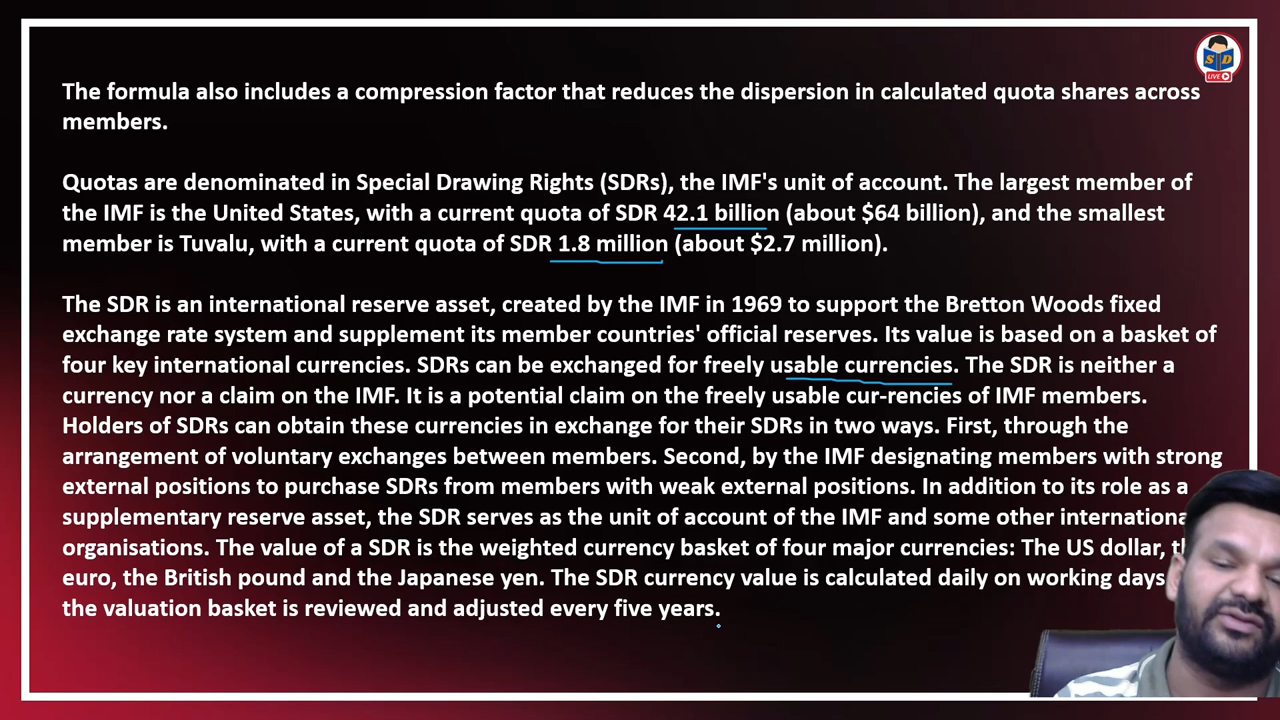 The formula also includes a compression factor that reduces the dispersion in calculated quota shares across
members.
Quotas are denominated in Special Drawing Rights (SDRs), the IMF's unit of account. The largest member of
the IMF is the United States, with a current quota of SDR 42.1 billion (about $64 billion), and the smallest
member is Tuvalu, with a current quota of SDR 1.8 million (about $2.7 million).
The SDR is an international reserve asset, created by the IMF in 1969 to support the Bretton Woods fixed
exchange rate system and supplement its member countries' official reserves. Its value is based on a basket of
four key international currencies. SDRs can be exchanged for freely usable currencies. The SDR is neither a
currency nor a claim on the IMF. It is a potential claim on the freely usable cur-rencies of IMF members.
Holders of SDRs can obtain these currencies in exchange for their SDRs in two ways. First, through the
arrangement of voluntary exchanges between members. Second, by the IMF designating members with strong
external positions to purchase SDRs from members with weak external positions. In addition to its role as a
supplementary reserve asset, the SDR serves as the unit of account of the IMF and some other internationa
organisations. The value of a SDR is the weighted currency basket of four major currencies: The US dollar,
euro, the British pound and the Japanese yen. The SDR currency value is calculated daily on working days
the valuation basket is reviewed and adjusted every five years.
S D
LIVE